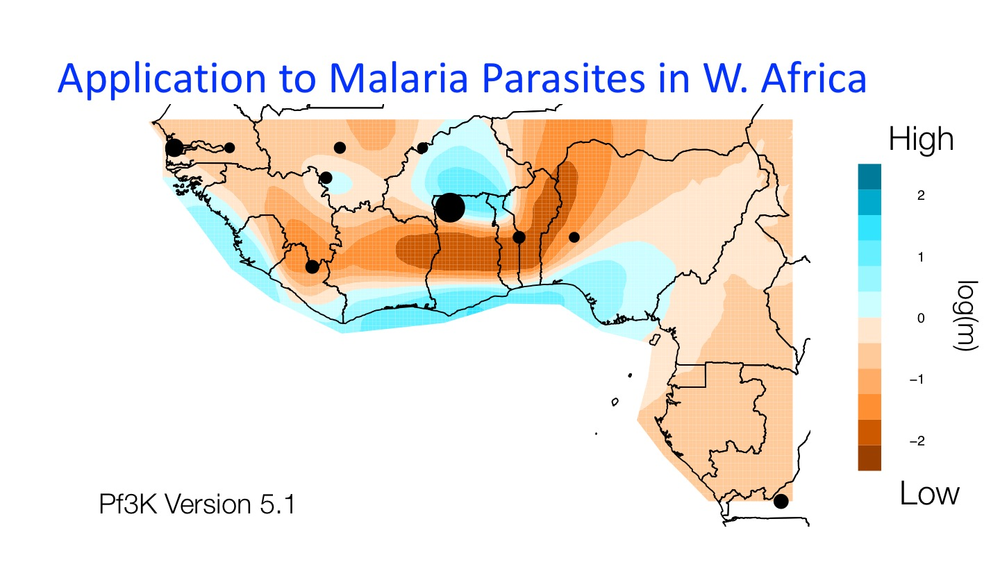 Application to Malaria Parasites in W. Africa
High
2
1
0
−1
−2
log(m)
Low
Pf3K Version 5.1